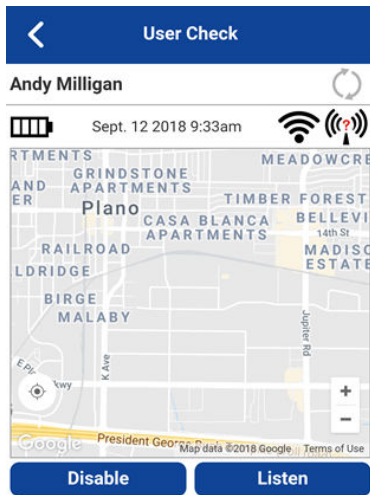 User Check
Andy Milligan
Sept. 12 2018 9:33am
?
RTMENTS
MEADOWCRE
GRINDSTONE
APARTMENTS
AND
ER
TIMBER FOREST
Plano
CASA BLANCA
APARTMENTS
BELLEVI
14th St
RAILROAD
MADISO
ESTATE
LDRIDGE
BIRGE
MALABY
Jupiter Rd
K Ave
E Pl
kwy
+
−
Google
President George
Map data ©2018 Google
Terms of Use
Disable
Listen